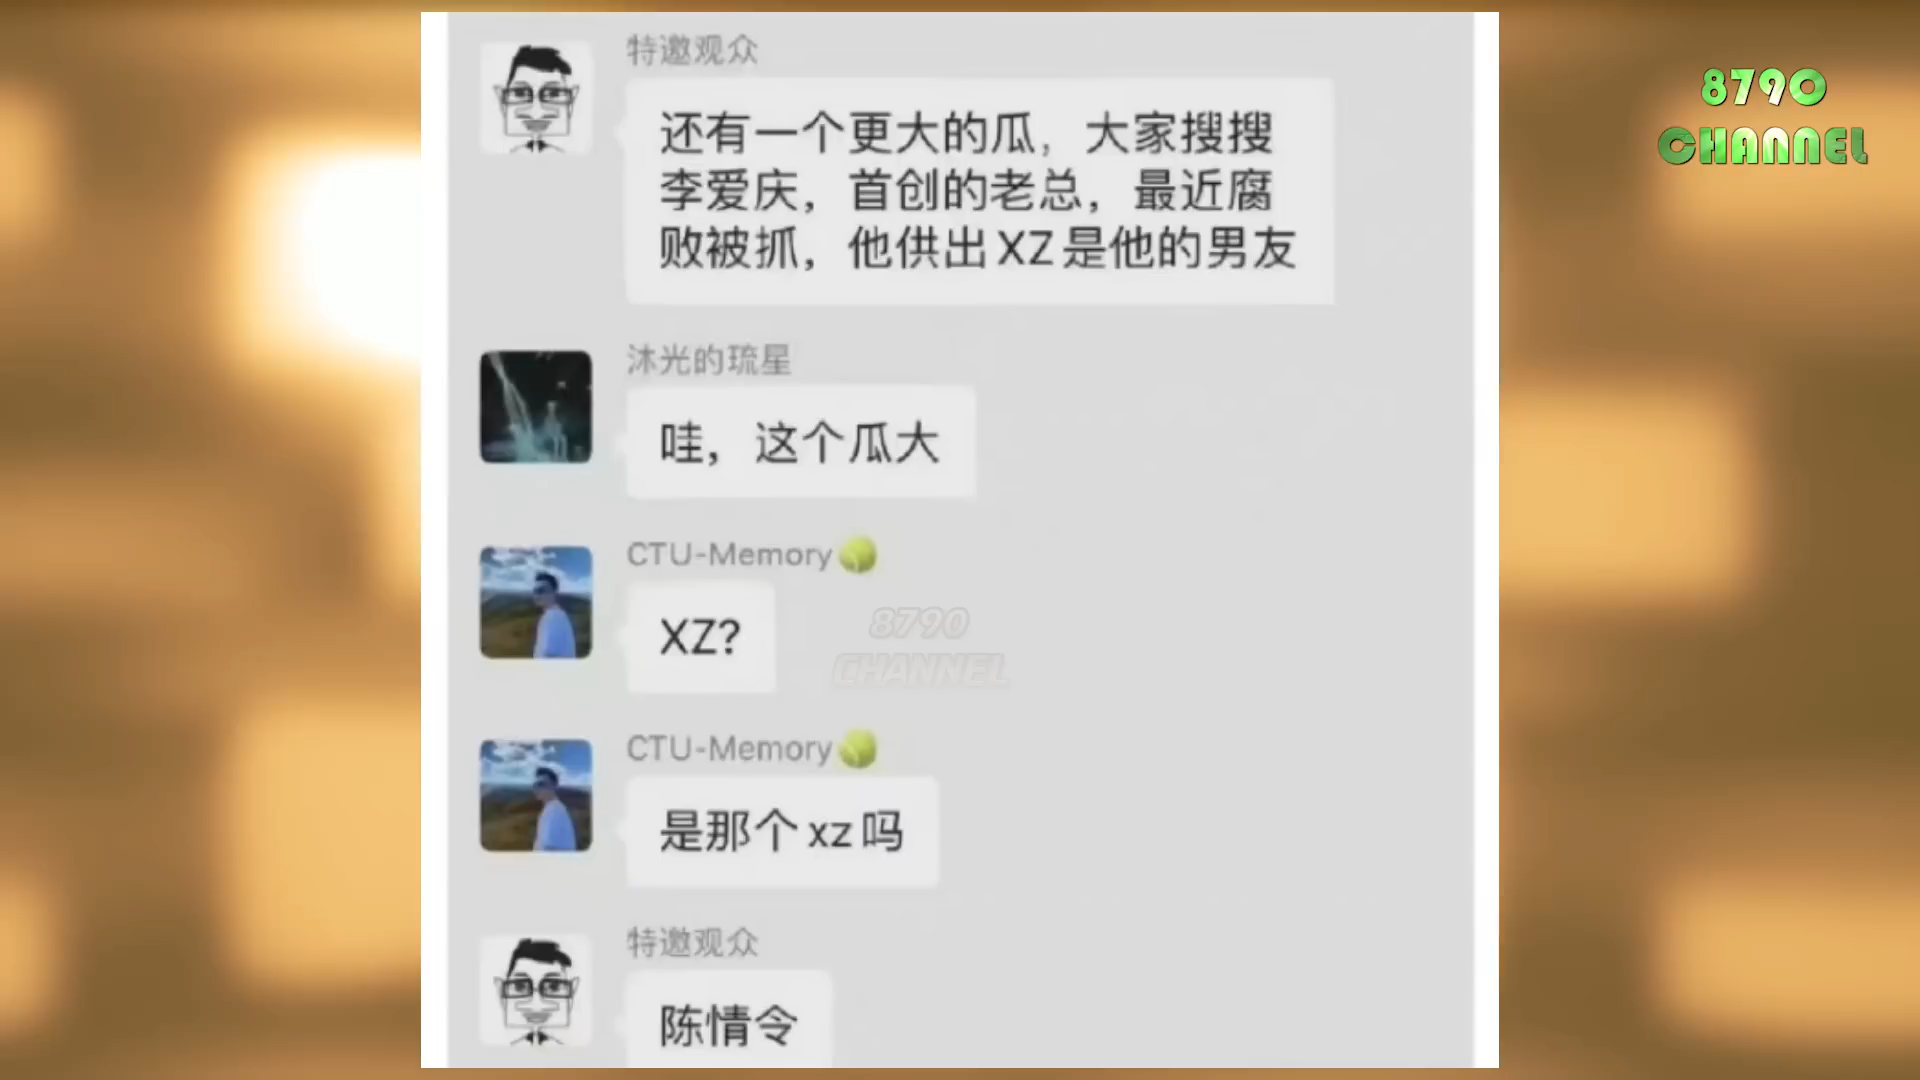 特邀观众
还有一个更大的瓜，大家搜搜
李爱庆，首创的老总，最近腐
败被抓，他供出XZ是他的男友
沐光的琉星
哇，这个瓜大
CTU-Memory
XZ?
CTU-Memory
是那个xz吗
特邀观众
陈情令
8790
CHANNEL
8790
CHANNEL